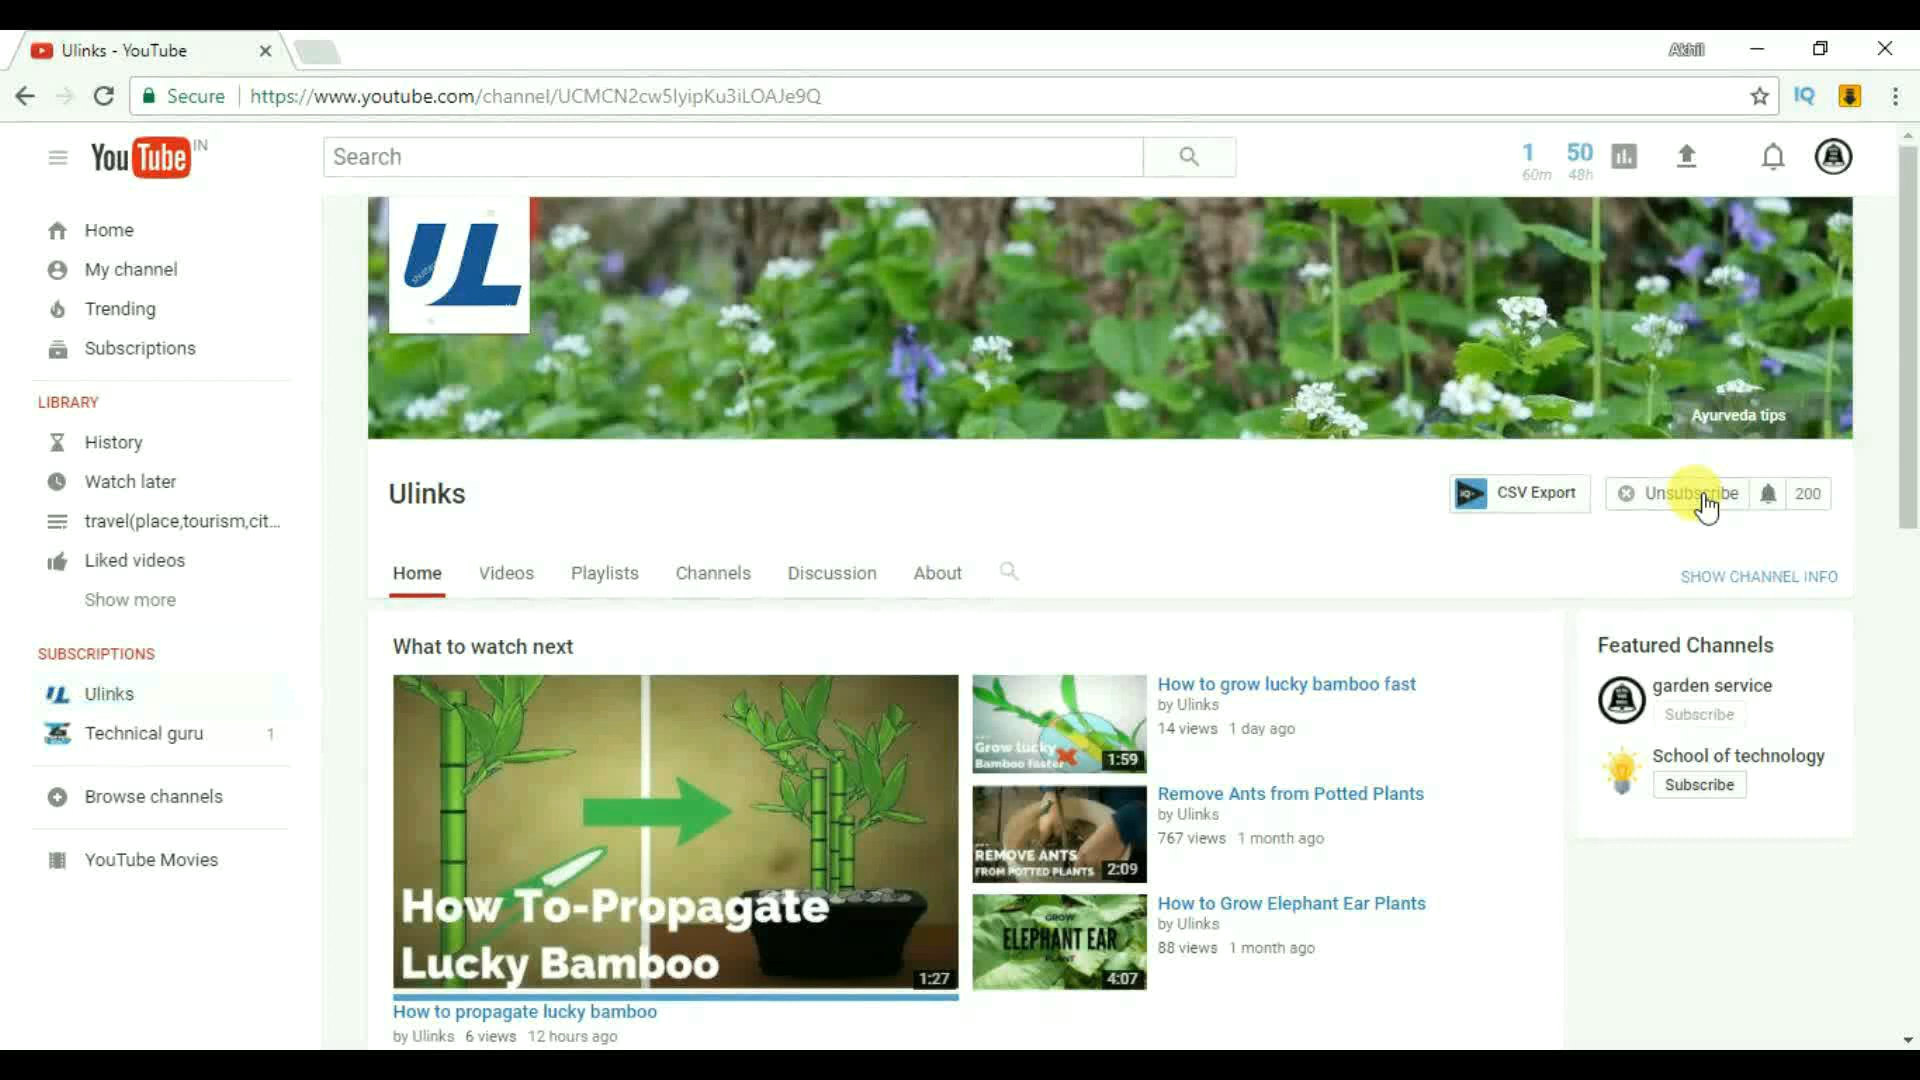 Ulinks - YouTube
Akhil
Secure
https://www.youtube.com/channel/UCMCN2cw5IyipKu3iLOAJe9Q
IQ
YouTube IN
Search
1 50
60m 48h
Home
My channel
Trending
Subscriptions
LIBRARY
History
Watch later
travel(place,tourism,cit...
Liked videos
Show more
SUBSCRIPTIONS
Ulinks
Technical guru 1
Browse channels
YouTube Movies
UL
Ayurveda tips
Ulinks
CSV Export
Unsubscribe 200
Home Videos Playlists Channels Discussion About
SHOW CHANNEL INFO
What to watch next
How To-Propagate
Lucky Bamboo
1:27
How to propagate lucky bamboo
by Ulinks 6 views 12 hours ago
Grow lucky
Bamboo faster
1:59
How to grow lucky bamboo fast
by Ulinks
14 views 1 day ago
REMOVE ANTS
FROM POTTED PLANTS
2:09
Remove Ants from Potted Plants
by Ulinks
767 views 1 month ago
GROW
ELEPHANT EAR
PLANT
4:07
How to Grow Elephant Ear Plants
by Ulinks
88 views 1 month ago
Featured Channels
garden service
Subscribe
School of technology
Subscribe